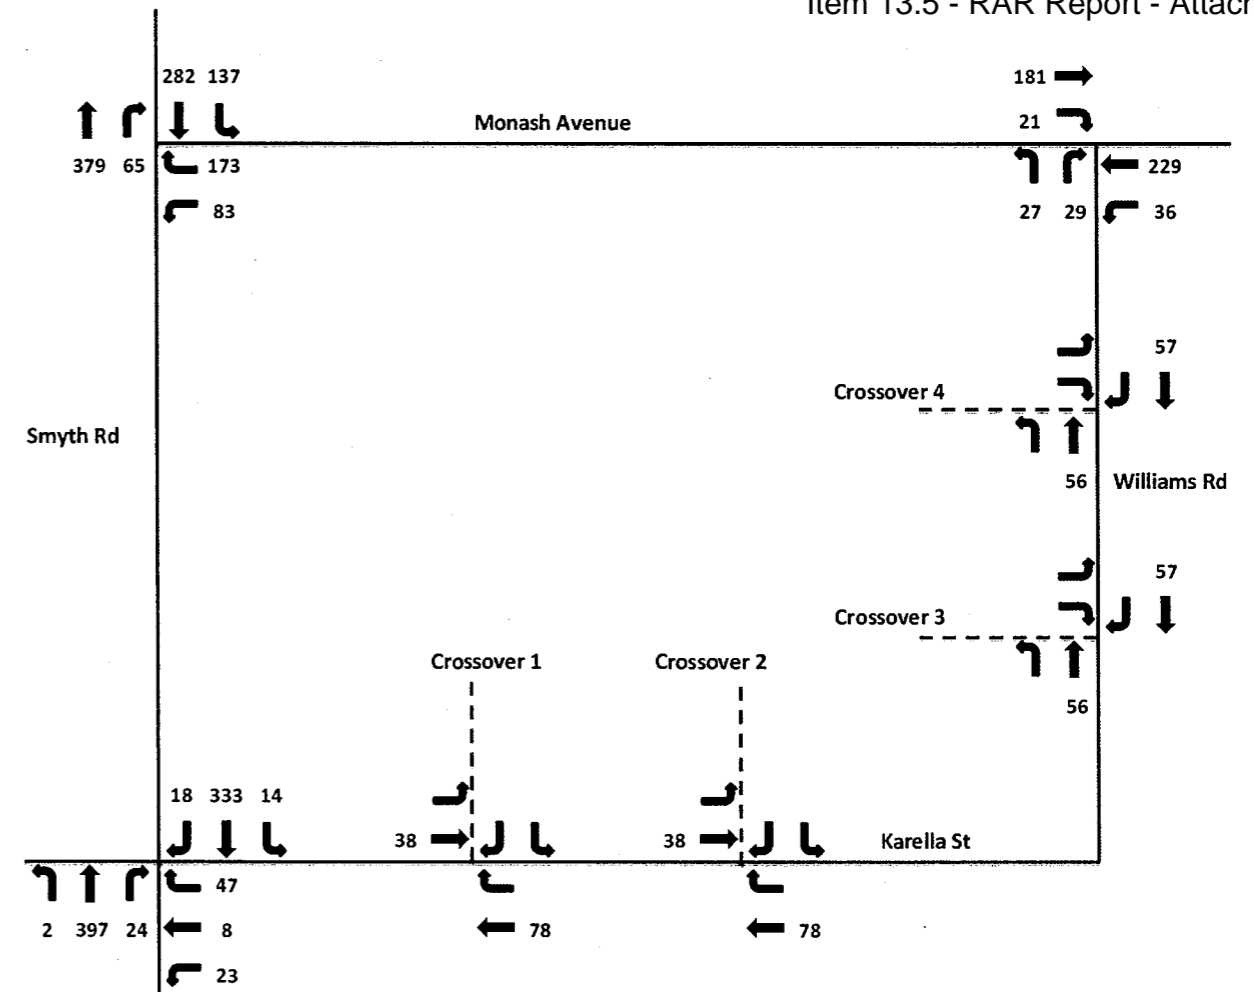 Item 13.5 - RAR Report - Attac
282 137
181
Monash Avenue
21
379 65
173
229
83
27 29
36
57
Crossover 4
Smyth Rd
56
Williams Rd
57
Crossover 3
Crossover 1
Crossover 2
56
18 333 14
38
38
Karella St
47
2 397 24
8
78
78
23